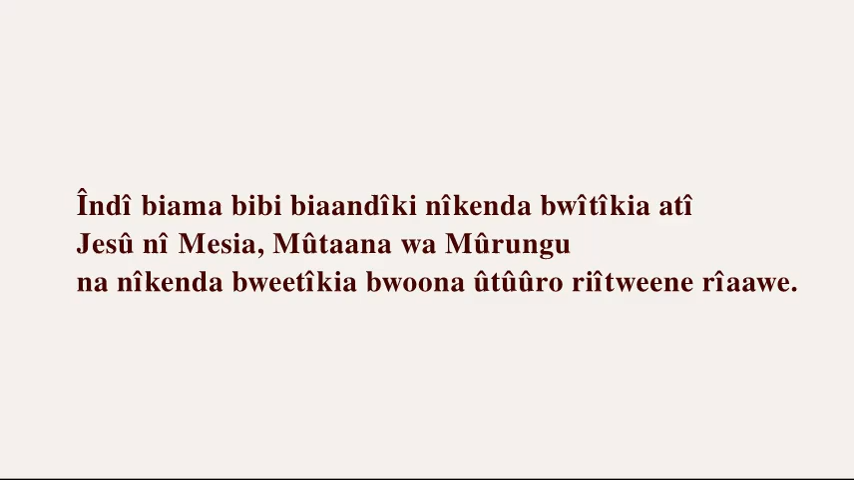 Îndî biama bibi biaandîki nîkenda bwîtîkia atî
Jesû nî Mesia, Mûtaana wa Mûrungu
na nîkenda bweetîkia bwoona ûtûûro riîtweene rîaawe.